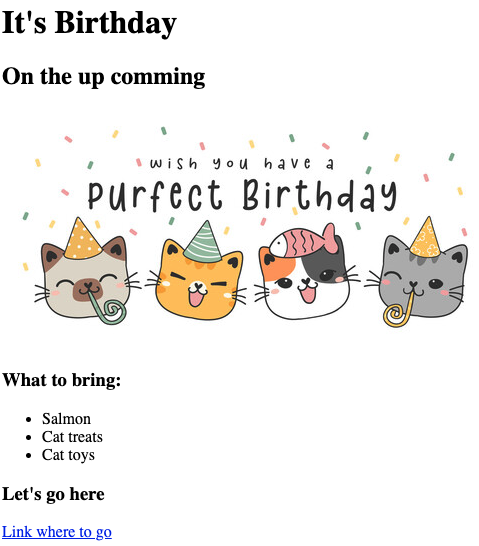 It's Birthday
On the up comming
wish you have a
purrfect Birthday
What to bring:
Salmon
Cat treats
Cat toys
Let's go here
Link where to go